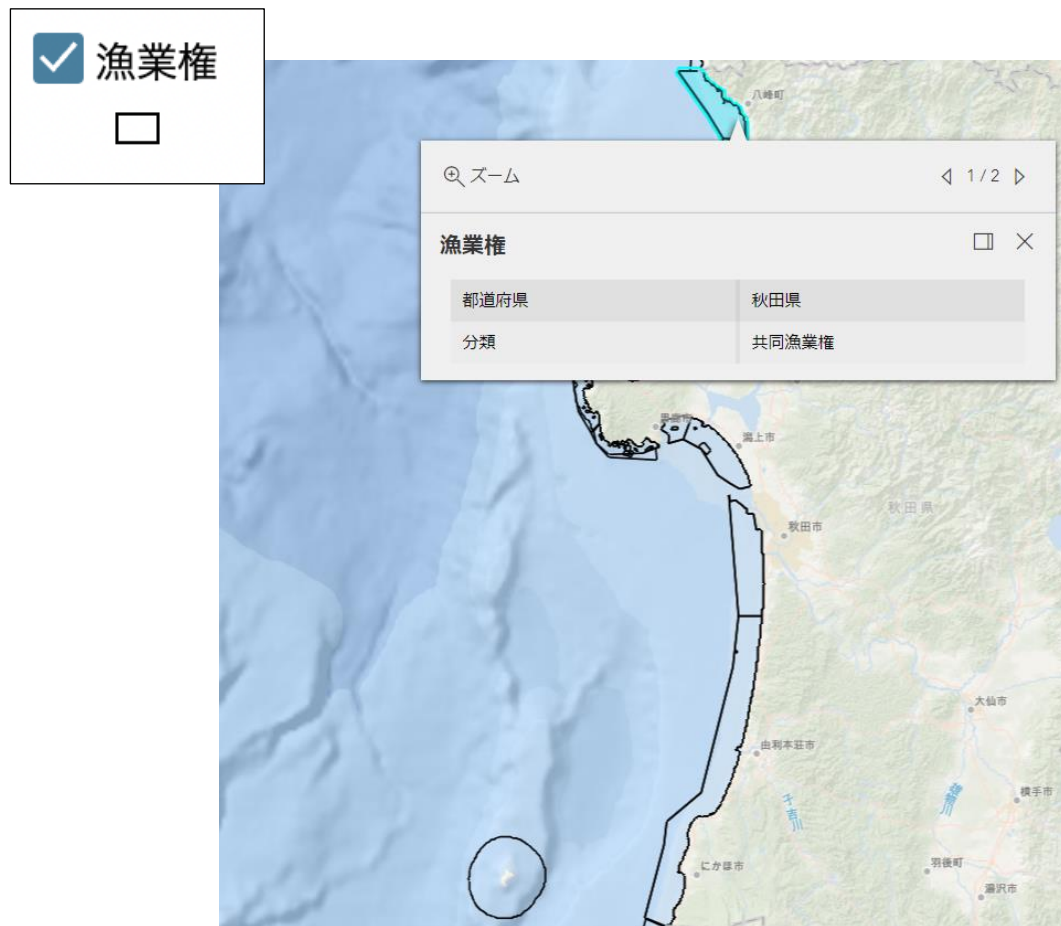 漁業権
八峰町
ズーム
1 / 2
漁業権
都道府県
秋田県
分類
共同漁業権
潟上市
秋田県
秋田市
大仙市
由利本荘市
子吉川
横手市
にかほ市
羽後町
湯沢市